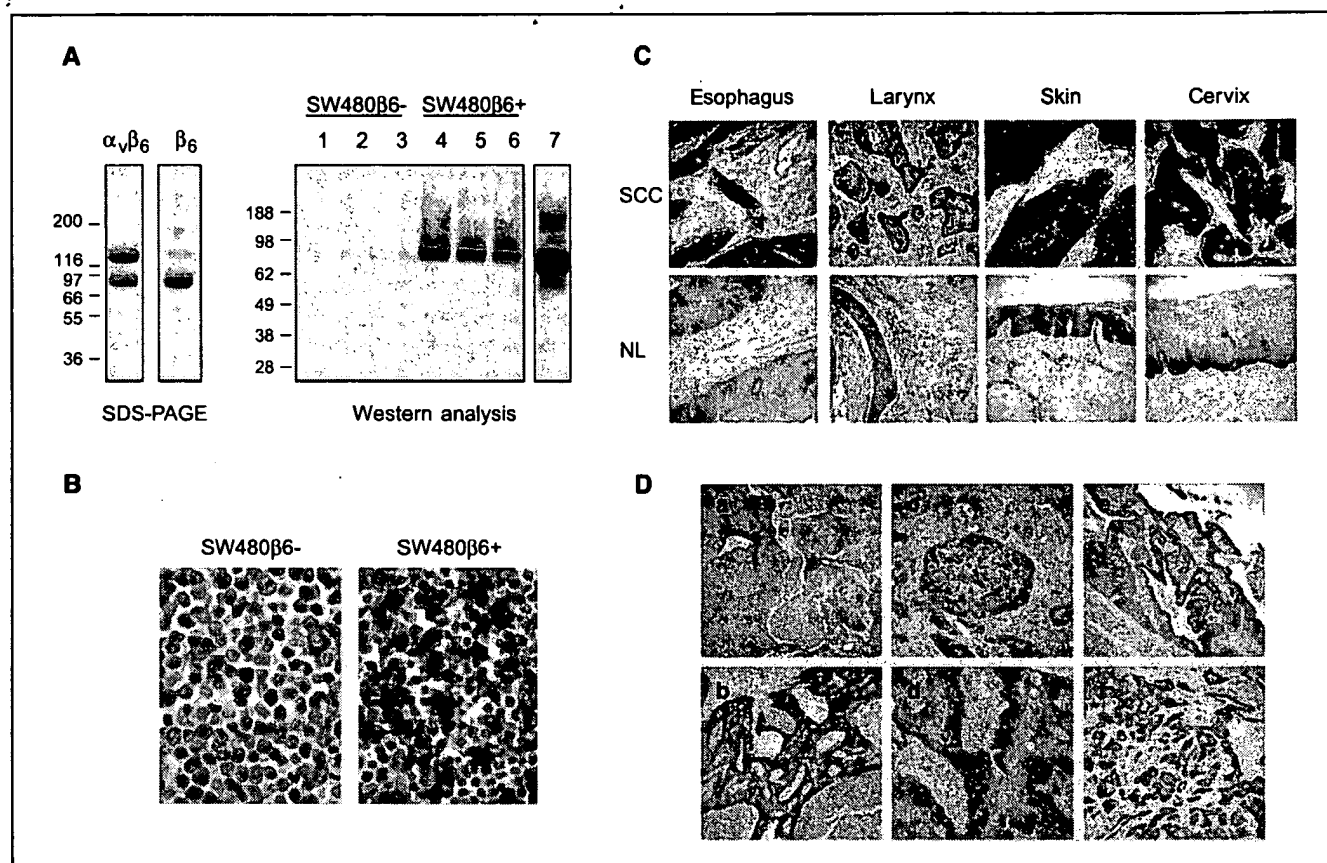 A
SW480β6- SW480β6+
αvβ6 β6
1 2 3 4 5 6 7
200
116
97
66
55
36
188
98
62
49
38
28
SDS-PAGE
Western analysis
B
SW480β6- SW480β6+
C
Esophagus Larynx Skin Cervix
SCC
NL
D
a
b
d